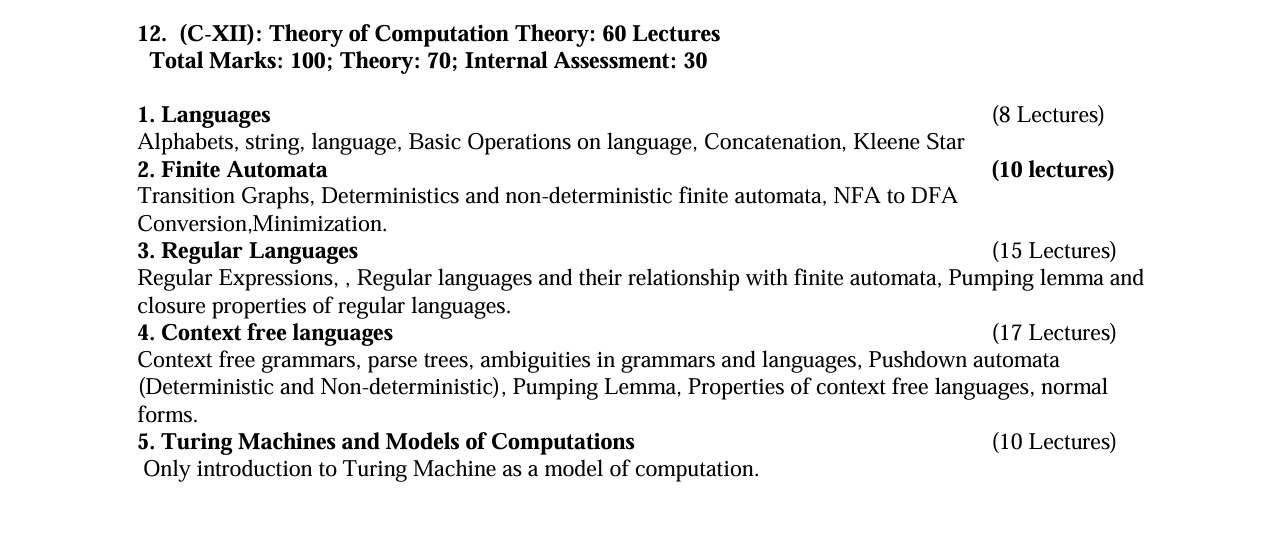 12. (C-XII): Theory of Computation Theory: 60 Lectures
Total Marks: 100; Theory: 70; Internal Assessment: 30
1. Languages (8 Lectures)
Alphabets, string, language, Basic Operations on language, Concatenation, Kleene Star
2. Finite Automata (10 lectures)
Transition Graphs, Deterministics and non-deterministic finite automata, NFA to DFA
Conversion,Minimization.
3. Regular Languages (15 Lectures)
Regular Expressions, , Regular languages and their relationship with finite automata, Pumping lemma and
closure properties of regular languages.
4. Context free languages (17 Lectures)
Context free grammars, parse trees, ambiguities in grammars and languages, Pushdown automata
(Deterministic and Non-deterministic), Pumping Lemma, Properties of context free languages, normal
forms.
5. Turing Machines and Models of Computations (10 Lectures)
Only introduction to Turing Machine as a model of computation.